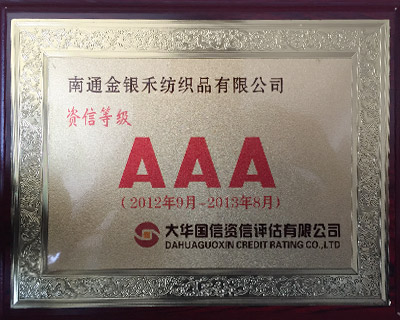 南通金银禾纺织品有限公司
资信等级
AAA
(2012年9月-2013年8月)
大华国信资信评估有限公司
DAHUAGUOXIN CREDIT RATING CO.,LTD